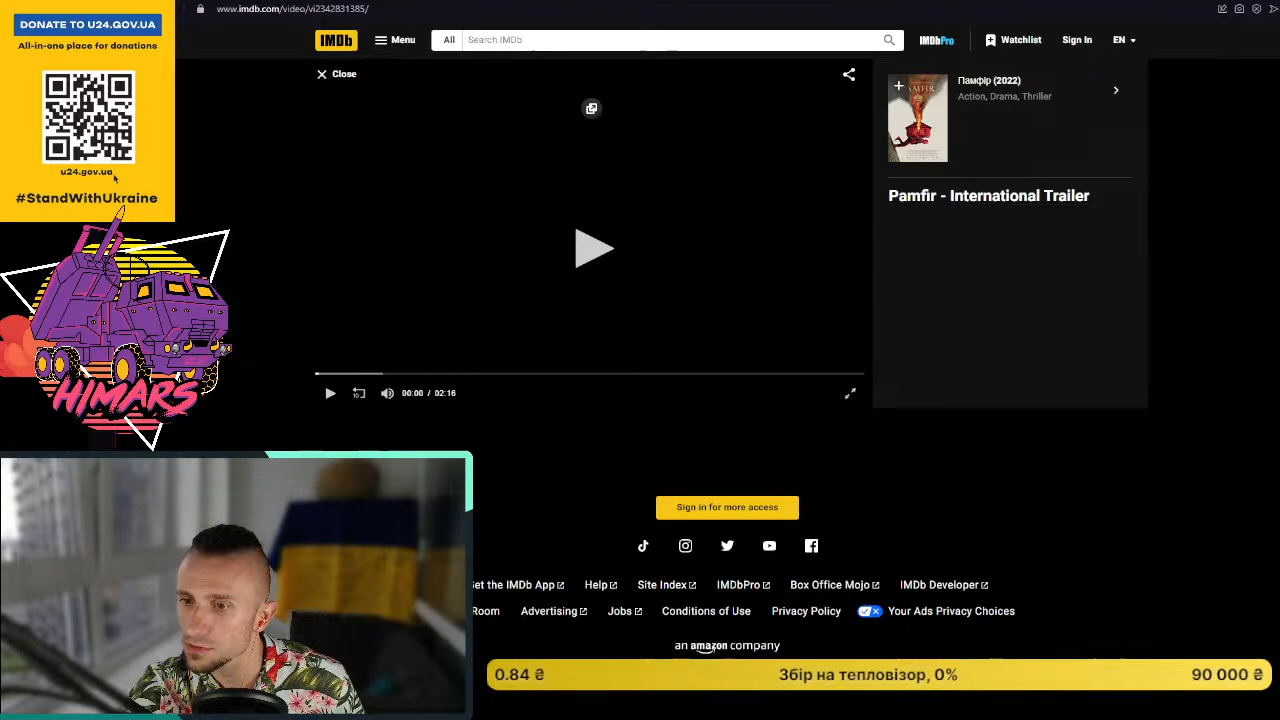 www.imdb.com/video/vi2342831385/
DONATE TO U24.GOV.UA
All-in-one place for donations
u24.gov.ua
#StandWithUkraine
HIMARS
IMDb
Menu
All
Search IMDb
IMDbPro
Watchlist
Sign In
EN
Close
PAMFIR
Памфір (2022)
Action, Drama, Thriller
Pamfir - International Trailer
10
00:00 / 02:16
Sign in for more access
et the IMDb App
Help
Site Index
IMDbPro
Box Office Mojo
IMDb Developer
Room
Advertising
Jobs
Conditions of Use
Privacy Policy
Your Ads Privacy Choices
an amazon company
0.84 ₴
Збір на тепловізор, 0%
90 000 ₴